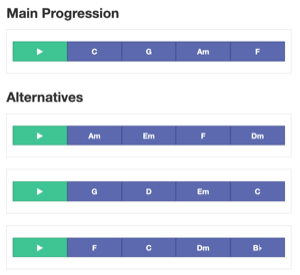 Main Progression
C G Am F
Alternatives
Am Em F Dm
G D Em C
F C Dm B♭